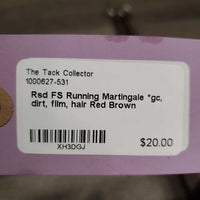 The Tack Collector
1000627-531
Rsd FS Running Martingale *gc,
dirt, film, hair Red Brown
$20.00
XH3DGJ